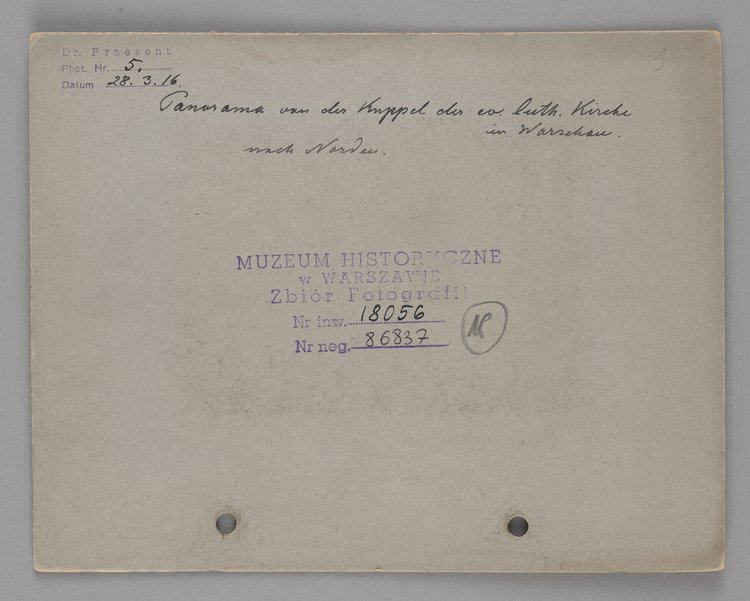 Dr. Praesent
Phot. Nr. 5.
Datum 28. 3. 16.
Panorama von der Kuppel der ev. luth. Kirche
in Warschau.
nach Norden.
MUZEUM HISTORYCZNE
w WARSZAWIE
Zbiór Fotografii
Nr inw. 18056
Nr neg. 86837